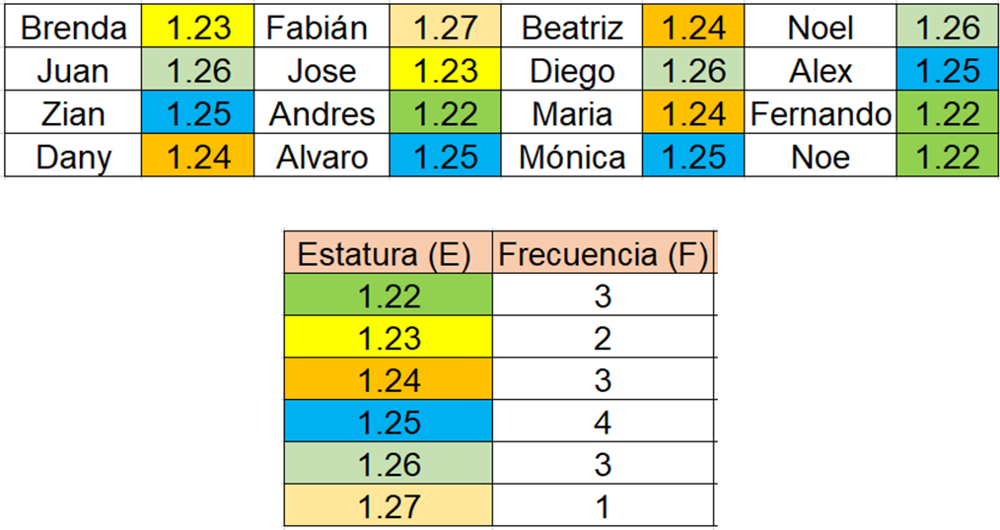 Brenda 1.23 Fabián 1.27 Beatriz 1.24 Noel 1.26
Juan 1.26 Jose 1.23 Diego 1.26 Alex 1.25
Zian 1.25 Andres 1.22 Maria 1.24 Fernando 1.22
Dany 1.24 Alvaro 1.25 Mónica 1.25 Noe 1.22
Estatura (E) Frecuencia (F)
1.22 3
1.23 2
1.24 3
1.25 4
1.26 3
1.27 1